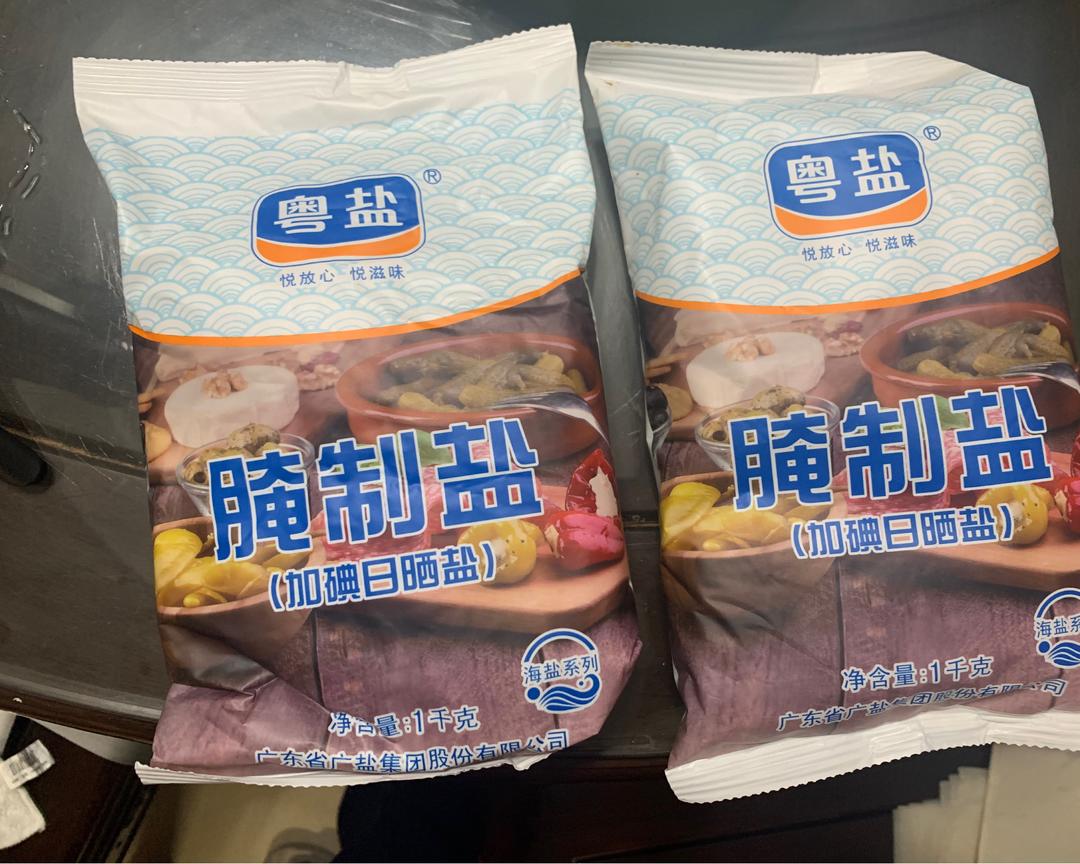 粤盐®
悦放心 悦滋味
腌制盐
(加碘日晒盐)
海盐系列
净含量:1千克
广东省广盐集团股份有限公司
粤盐®
悦放心 悦滋味
腌制盐
(加碘日晒盐)
海盐系
净含量:1千克
广东省广盐集团股份有限公司